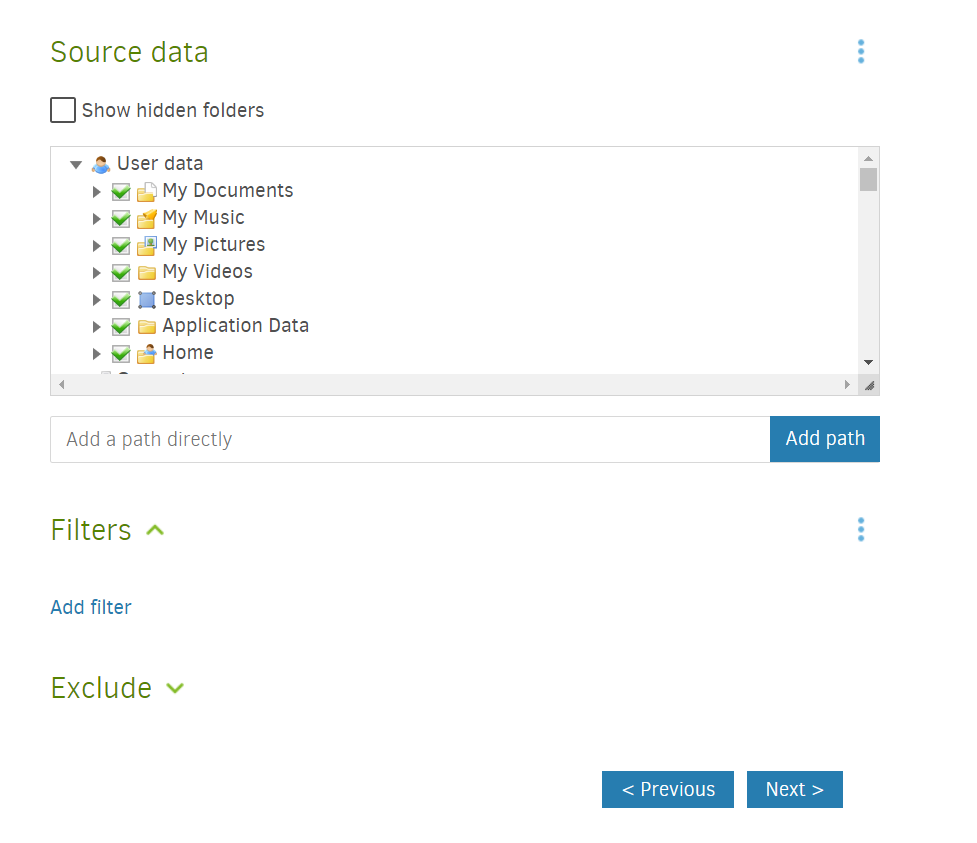 Source data
Show hidden folders
User data
My Documents
My Music
My Pictures
My Videos
Desktop
Application Data
Home
Add a path directly
Add path
Filters
Add filter
Exclude
< Previous
Next >